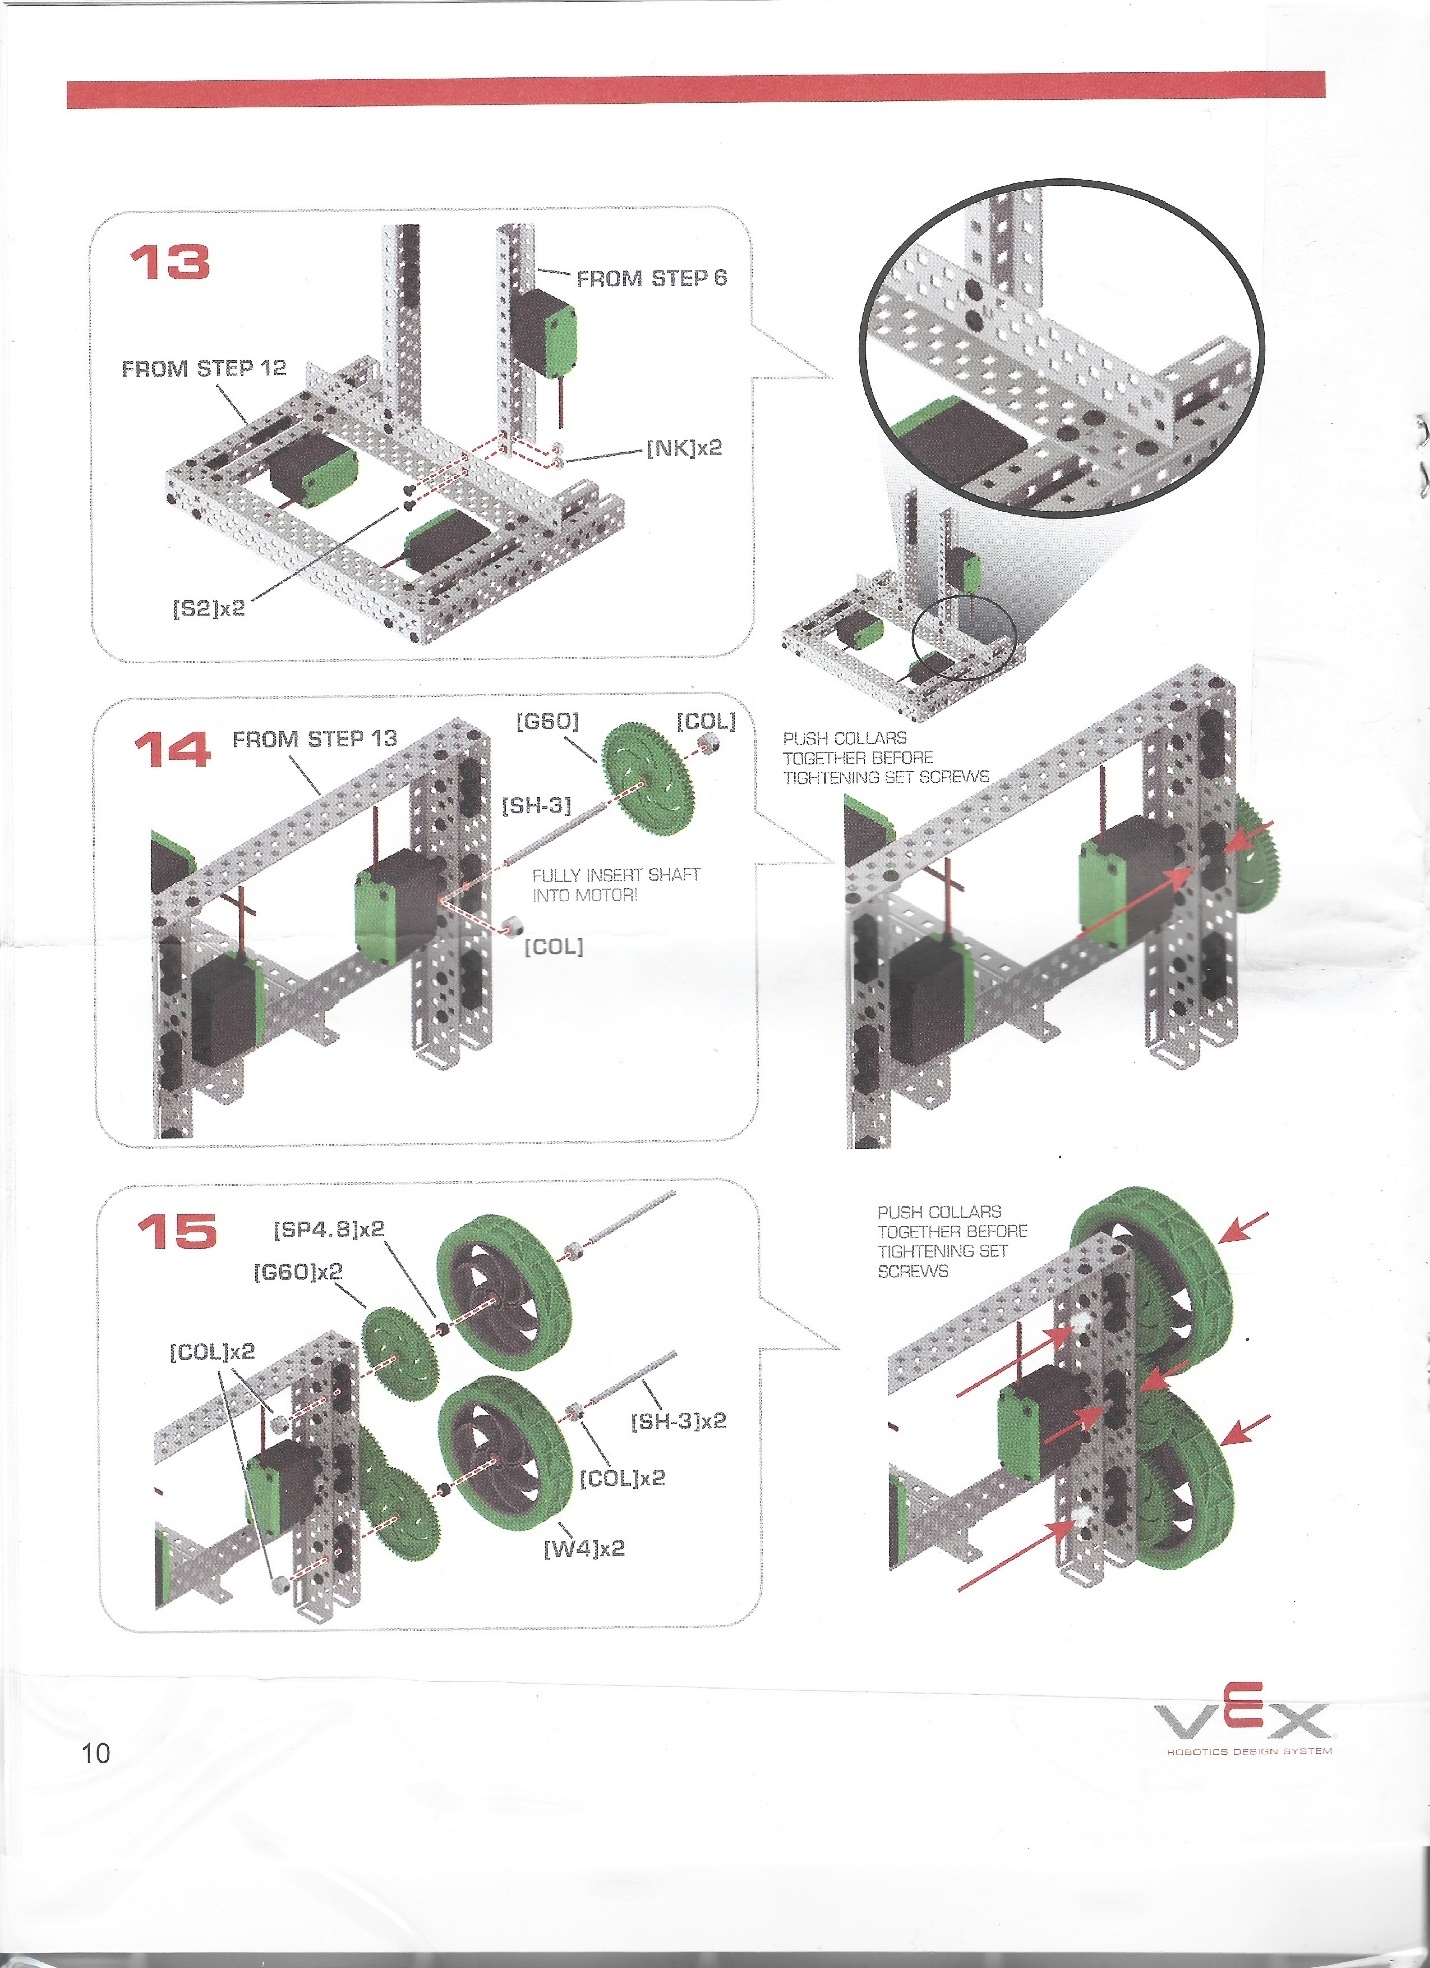 13
FROM STEP 6
FROM STEP 12
[NK]x2
[S2]x2
14
FROM STEP 13
[G60]
[COL]
[SH-3]
FULLY INSERT SHAFT
INTO MOTOR!
[COL]
PUSH COLLARS
TOGETHER BEFORE
TIGHTENING SET SCREWS
15
[SP4.8]x2
[G60]x2
[COL]x2
[SH-3]x2
[COL]x2
[W4]x2
PUSH COLLARS
TOGETHER BEFORE
TIGHTENING SET
SCREWS
VEX
ROBOTICS DESIGN SYSTEM
10